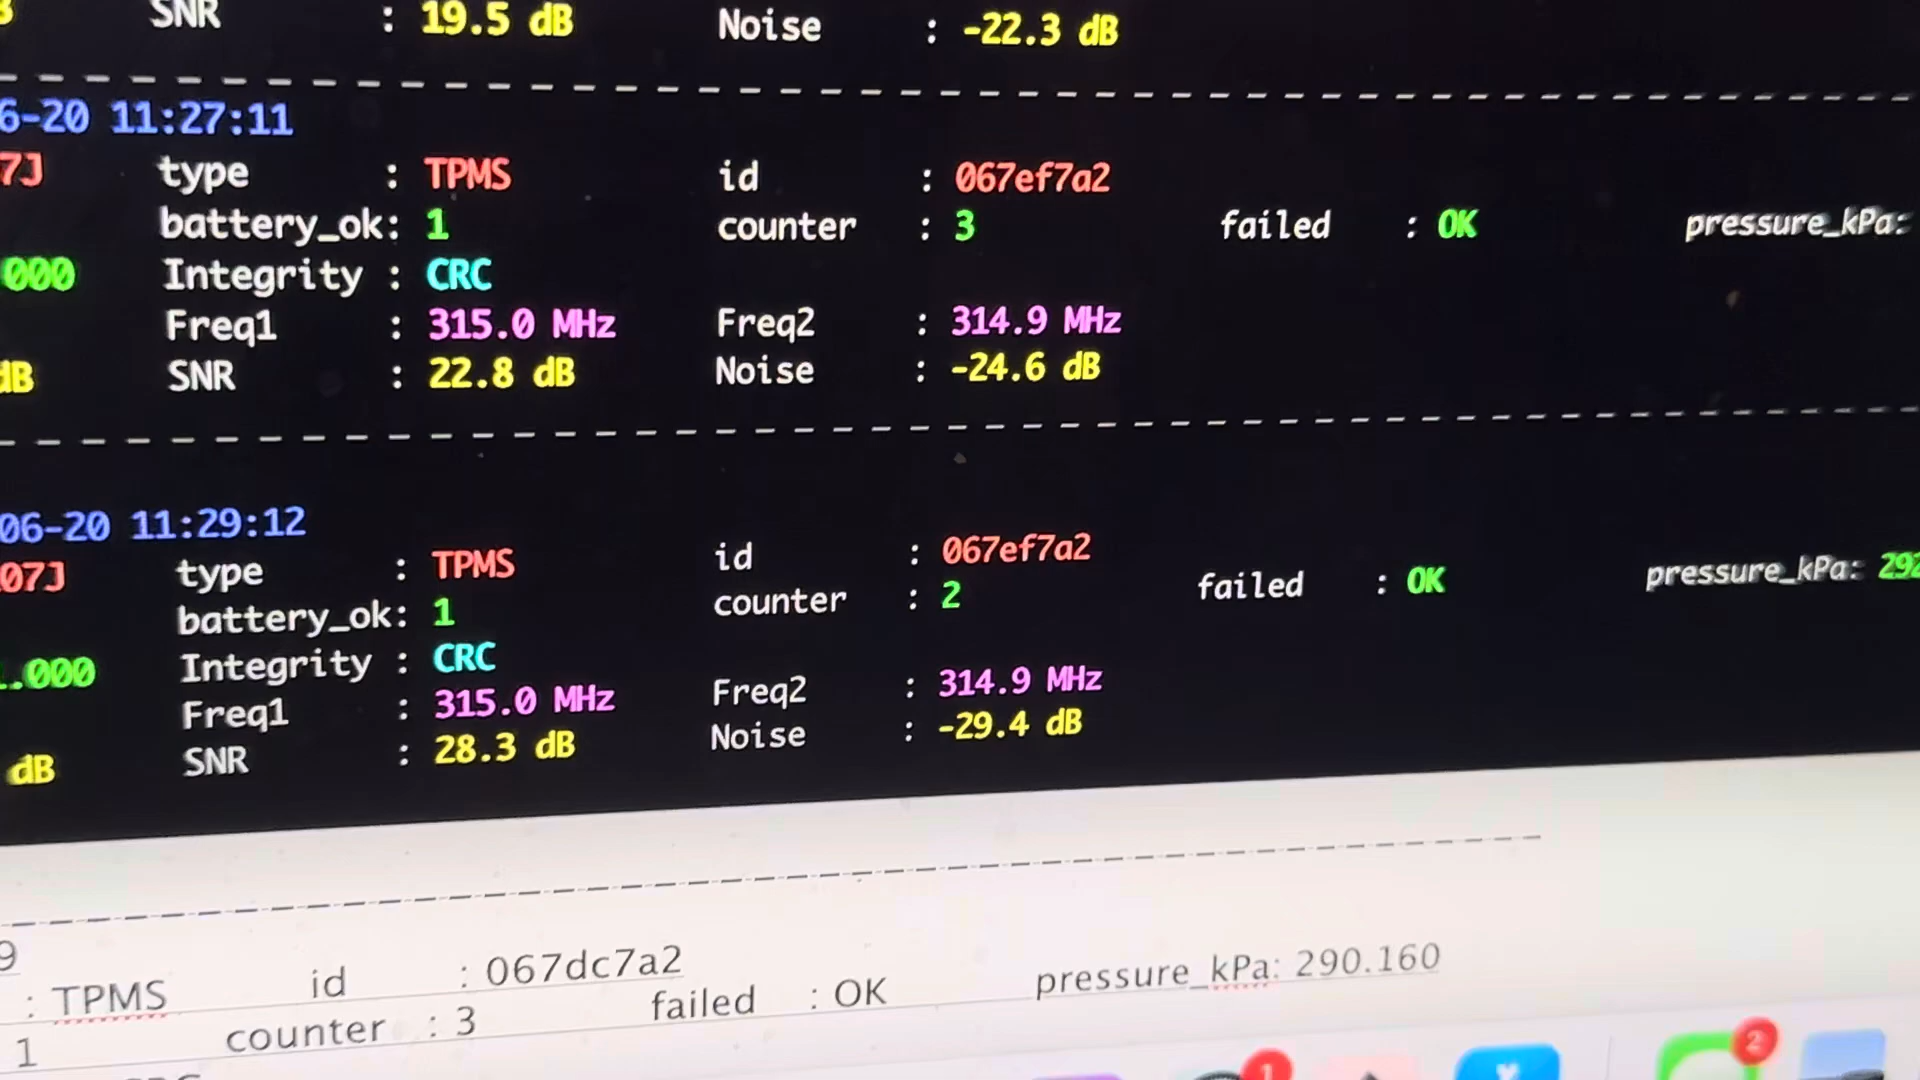 SNR : 19.5 dB Noise : -22.3 dB
6-20 11:27:11
7J type : TPMS id : 067ef7a2
battery_ok: 1 counter : 3 failed : OK pressure_kPa:
000 Integrity : CRC
Freq1 : 315.0 MHz Freq2 : 314.9 MHz
dB SNR : 22.8 dB Noise : -24.6 dB
06-20 11:29:12
07J type : TPMS id : 067ef7a2
battery_ok: 1 counter : 2 failed : OK pressure_kPa: 292
.000 Integrity : CRC
Freq1 : 315.0 MHz Freq2 : 314.9 MHz
dB SNR : 28.3 dB Noise : -29.4 dB
9
: TPMS id : 067dc7a2
1 counter : 3 failed : OK pressure_kPa: 290.160
1 2